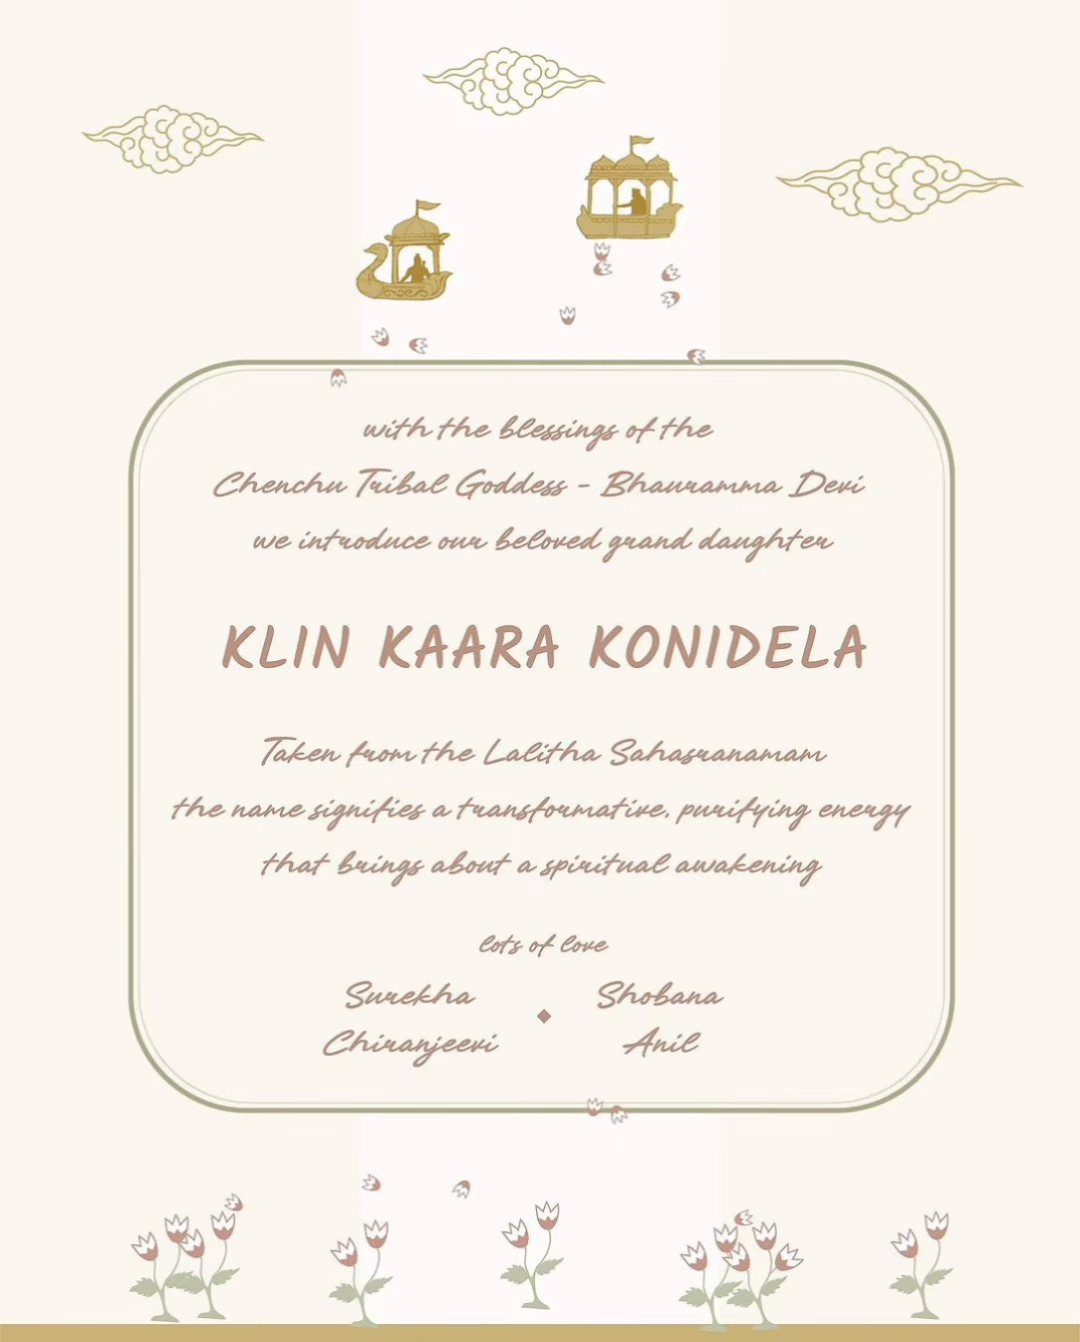 with the blessings of the
Chenchu Tribal Goddess - Bhauramma Devi
we introduce our beloved grand daughter
KLIN KAARA KONIDELA
Taken from the Lalitha Sahasranamam
the name signifies a transformative, purifying energy
that brings about a spiritual awakening
lots of love
Surekha Shobana
Chiranjeevi Anil